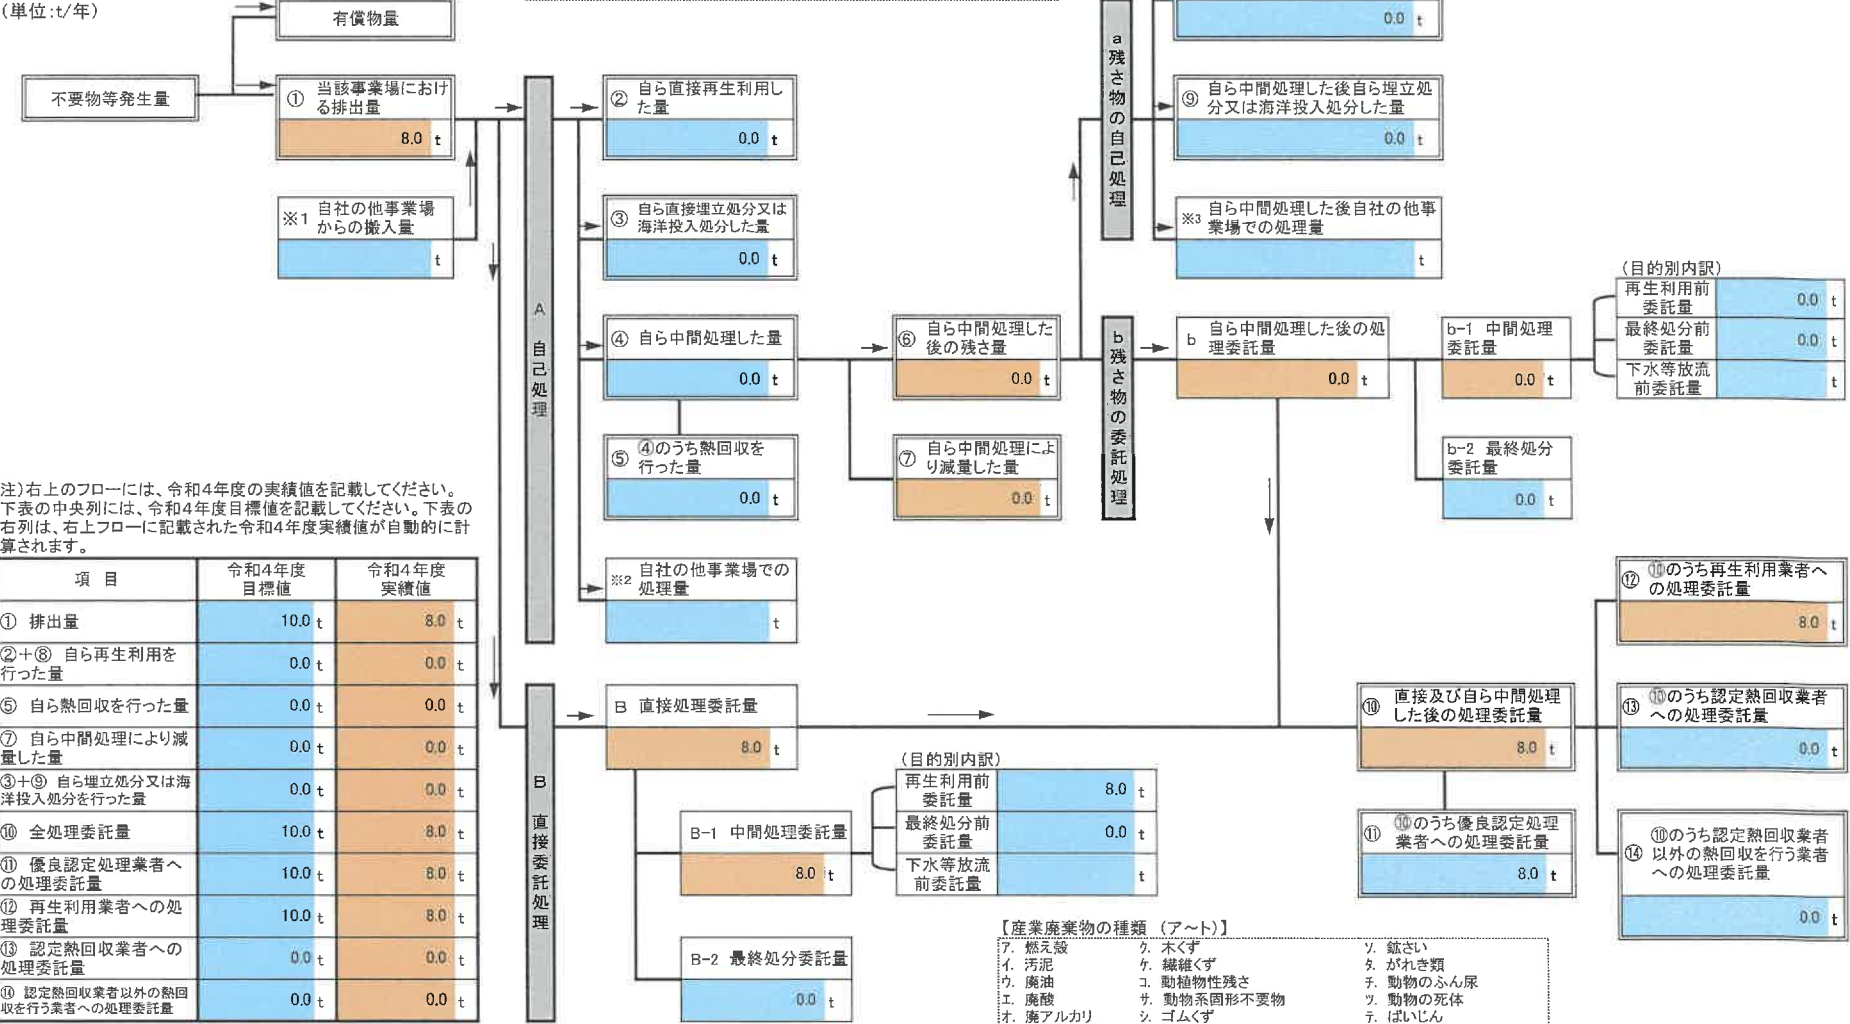 (単位:t/年)
有償物量
不要物等発生量
① 当該事業場におけ
る排出量
8.0 t
※1 自社の他事業場
からの搬入量
t
A 自己処理
② 自ら直接再生利用し
た量
0.0 t
③ 自ら直接埋立処分又は
海洋投入処分した量
0.0 t
④ 自ら中間処理した量
0.0 t
⑤ ④のうち熱回収を
行った量
0.0 t
※2 自社の他事業場での
処理量
t
⑥ 自ら中間処理した
後の残さ量
0.0 t
⑦ 自ら中間処理によ
り減量した量
0.0 t
a 残さ物の自己処理
0.0 t
⑨ 自ら中間処理した後自ら埋立処
分又は海洋投入処分した量
0.0 t
※3 自ら中間処理した後自社の他事
業場での処理量
t
b 残さ物の委託処理
b 自ら中間処理した後の処
理委託量
0.0 t
b-1 中間処理
委託量
0.0 t
b-2 最終処分
委託量
0.0 t
(目的別内訳)
再生利用前
委託量
0.0 t
最終処分前
委託量
0.0 t
下水等放流
前委託量
t
注)右上のフローには、令和4年度の実績値を記載してください。
下表の中央列には、令和4年度目標値を記載してください。下表の
右列は、右上フローに記載された令和4年度実績値が自動的に計
算されます。
項 目
令和4年度
目標値
令和4年度
実績値
① 排出量 10.0 t 8.0 t
②+⑧ 自ら再生利用を
行った量 0.0 t 0.0 t
⑤ 自ら熱回収を行った量 0.0 t 0.0 t
⑦ 自ら中間処理により減
量した量 0.0 t 0.0 t
③+⑨ 自ら埋立処分又は海
洋投入処分を行った量 0.0 t 0.0 t
⑩ 全処理委託量 10.0 t 8.0 t
⑪ 優良認定処理業者へ
の処理委託量 10.0 t 8.0 t
⑫ 再生利用業者への処
理委託量 10.0 t 8.0 t
⑬ 認定熱回収業者への
処理委託量 0.0 t 0.0 t
⑭ 認定熱回収業者以外の熱回
収を行う業者への処理委託量 0.0 t 0.0 t
B 直接委託処理
B 直接処理委託量
8.0 t
B-1 中間処理委託量
8.0 t
B-2 最終処分委託量
0.0 t
(目的別内訳)
再生利用前
委託量
8.0 t
最終処分前
委託量
0.0 t
下水等放流
前委託量
t
⑩ 直接及び自ら中間処理
した後の処理委託量
8.0 t
⑪ ⑩のうち優良認定処理
業者への処理委託量
8.0 t
⑫ ⑩のうち再生利用業者へ
の処理委託量
8.0 t
⑬ ⑩のうち認定熱回収業者
への処理委託量
0.0 t
⑭ ⑩のうち認定熱回収業者
以外の熱回収を行う業者
への処理委託量
0.0 t
【産業廃棄物の種類 (ア~ト)】
ア. 燃え殻 ク. 木くず ソ. 鉱さい
イ. 汚泥 ケ. 繊維くず タ. がれき類
ウ. 廃油 コ. 動植物性残さ チ. 動物のふん尿
エ. 廃酸 サ. 動物系固形不要物 ツ. 動物の死体
オ. 廃アルカリ シ. ゴムくず テ. ばいじん